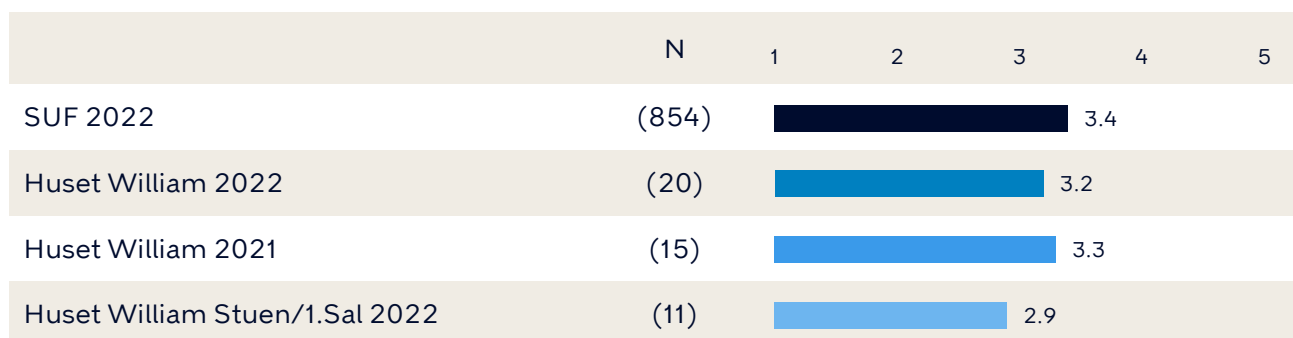 N 1 2 3 4 5
SUF 2022 (854) 3.4
Huset William 2022 (20) 3.2
Huset William 2021 (15) 3.3
Huset William Stuen/1.Sal 2022 (11) 2.9